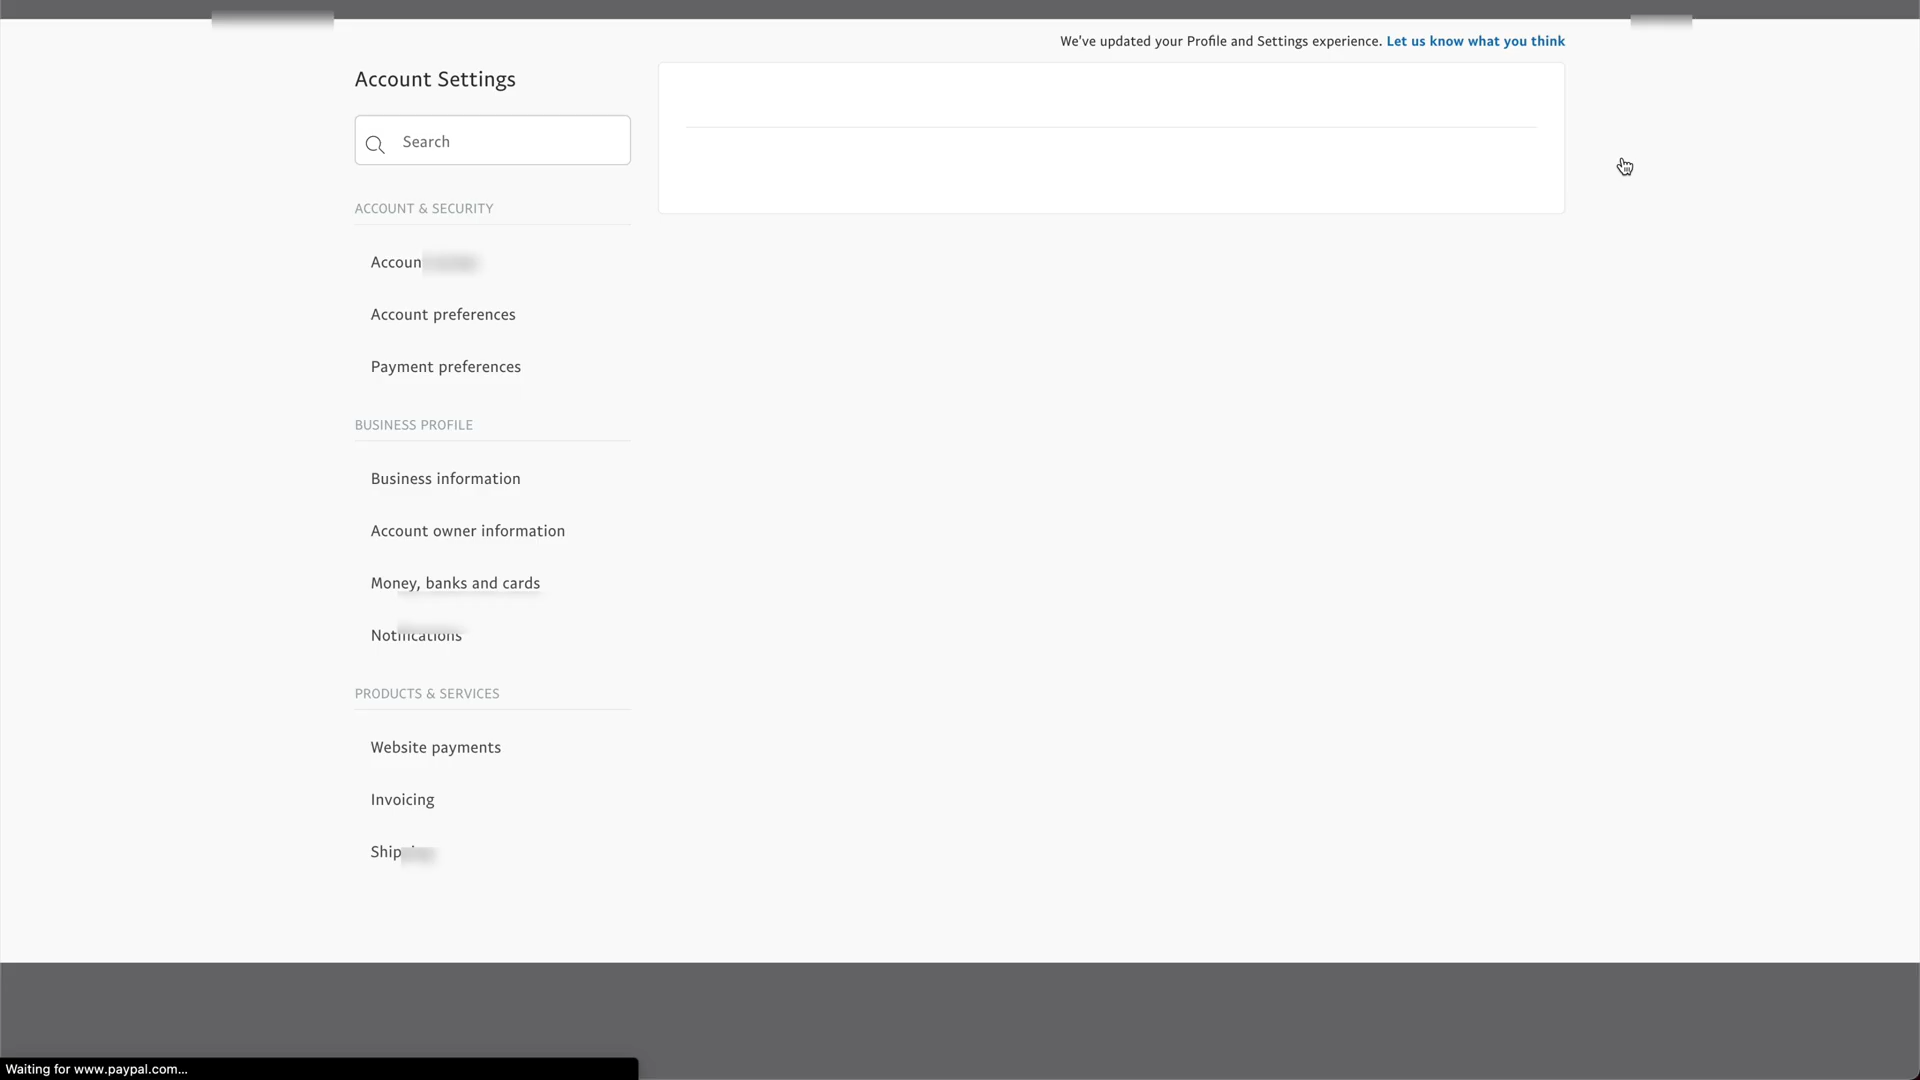 We've updated your Profile and Settings experience. Let us know what you think
Account Settings
Search
ACCOUNT & SECURITY
Account preferences
Payment preferences
BUSINESS PROFILE
Business information
Account owner information
Money, banks and cards
Notifications
PRODUCTS & SERVICES
Website payments
Invoicing
Waiting for www.paypal.com...